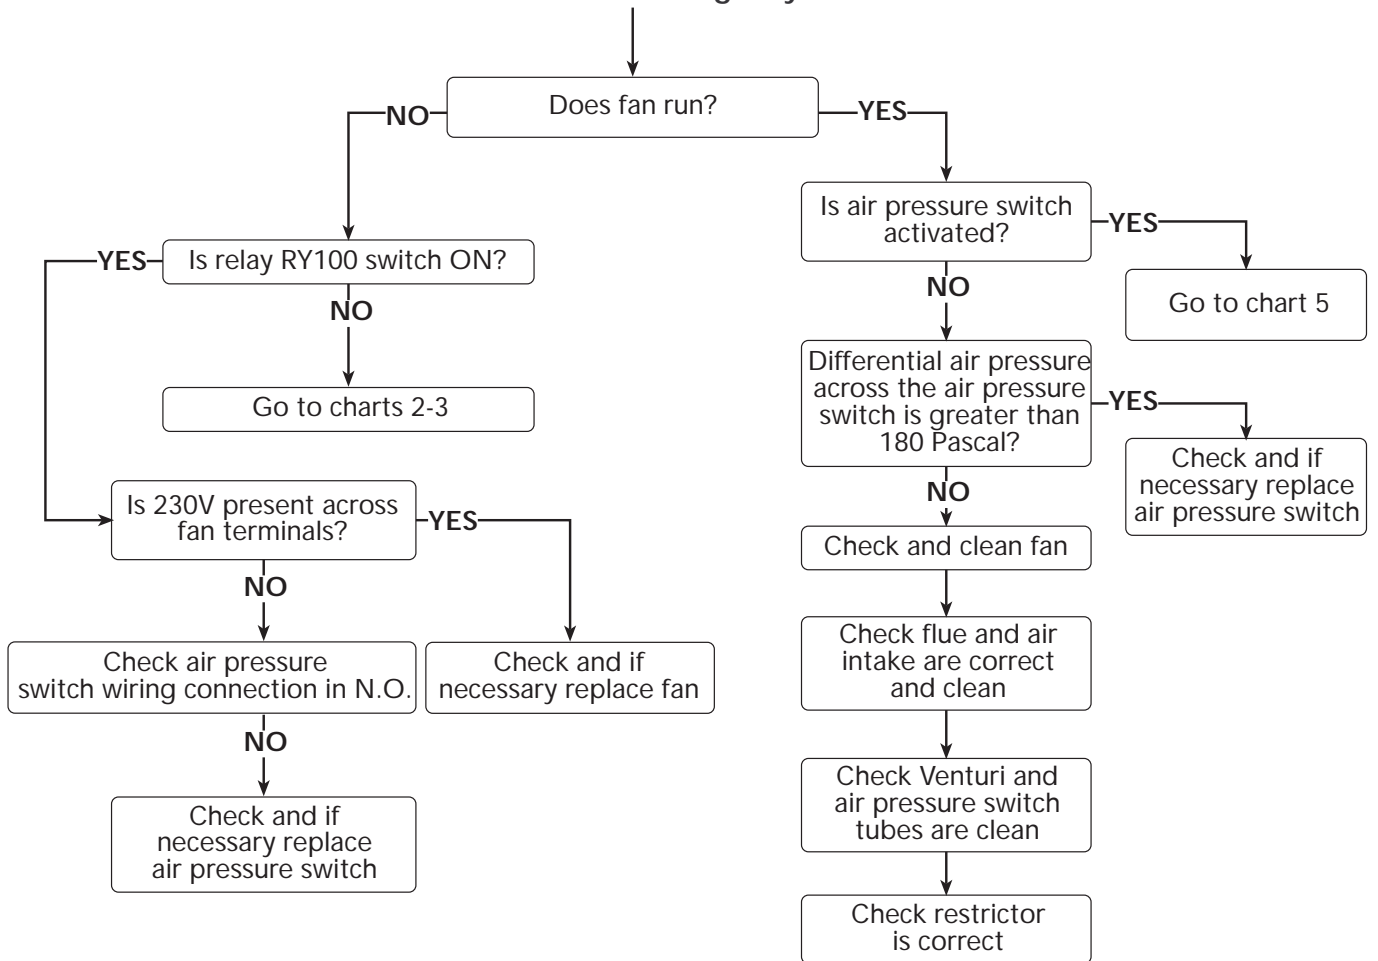 Does fan run?
NO
YES
Is air pressure switch
activated?
YES
Is relay RY100 switch ON?
YES
NO
NO
Go to chart 5
Differential air pressure
across the air pressure
switch is greater than
180 Pascal?
YES
Go to charts 2-3
Check and if
necessary replace
air pressure switch
Is 230V present across
fan terminals?
YES
NO
Check and clean fan
NO
Check flue and air
intake are correct
and clean
Check air pressure
switch wiring connection in N.O.
Check and if
necessary replace fan
NO
Check Venturi and
air pressure switch
tubes are clean
Check and if
necessary replace
air pressure switch
Check restrictor
is correct